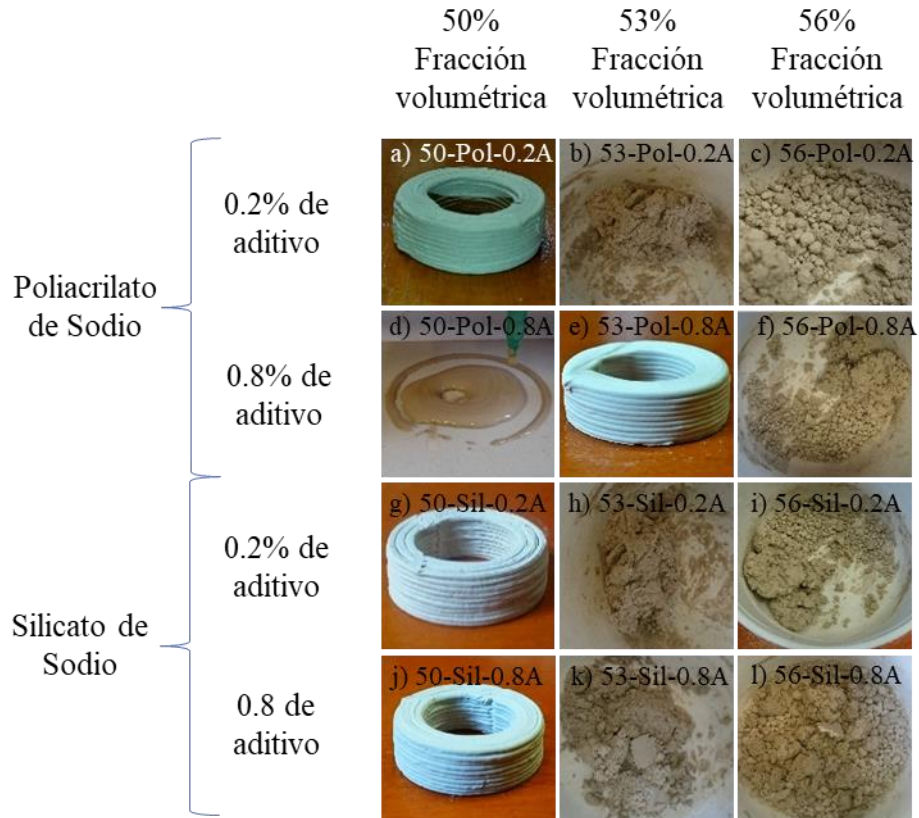 50%
Fracción
volumétrica
53%
Fracción
volumétrica
56%
Fracción
volumétrica
Poliacrilato
de Sodio
0.2% de
aditivo
a) 50-Pol-0.2A
b) 53-Pol-0.2A
c) 56-Pol-0.2A
0.8% de
aditivo
d) 50-Pol-0.8A
e) 53-Pol-0.8A
f) 56-Pol-0.8A
Silicato de
Sodio
0.2% de
aditivo
g) 50-Sil-0.2A
h) 53-Sil-0.2A
i) 56-Sil-0.2A
0.8 de
aditivo
j) 50-Sil-0.8A
k) 53-Sil-0.8A
l) 56-Sil-0.8A